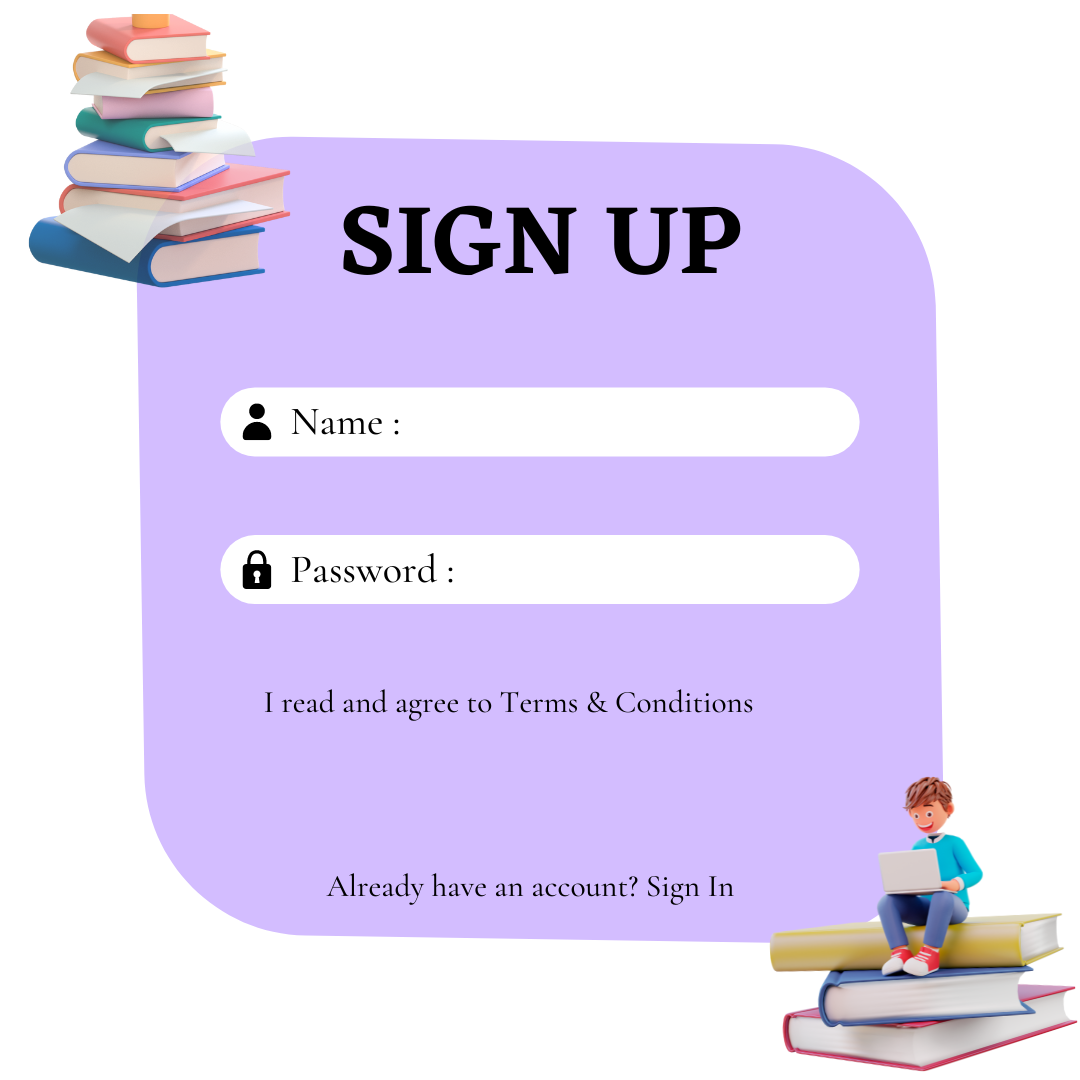 SIGN UP
Name :
Password :
I read and agree to Terms & Conditions
Already have an account? Sign In